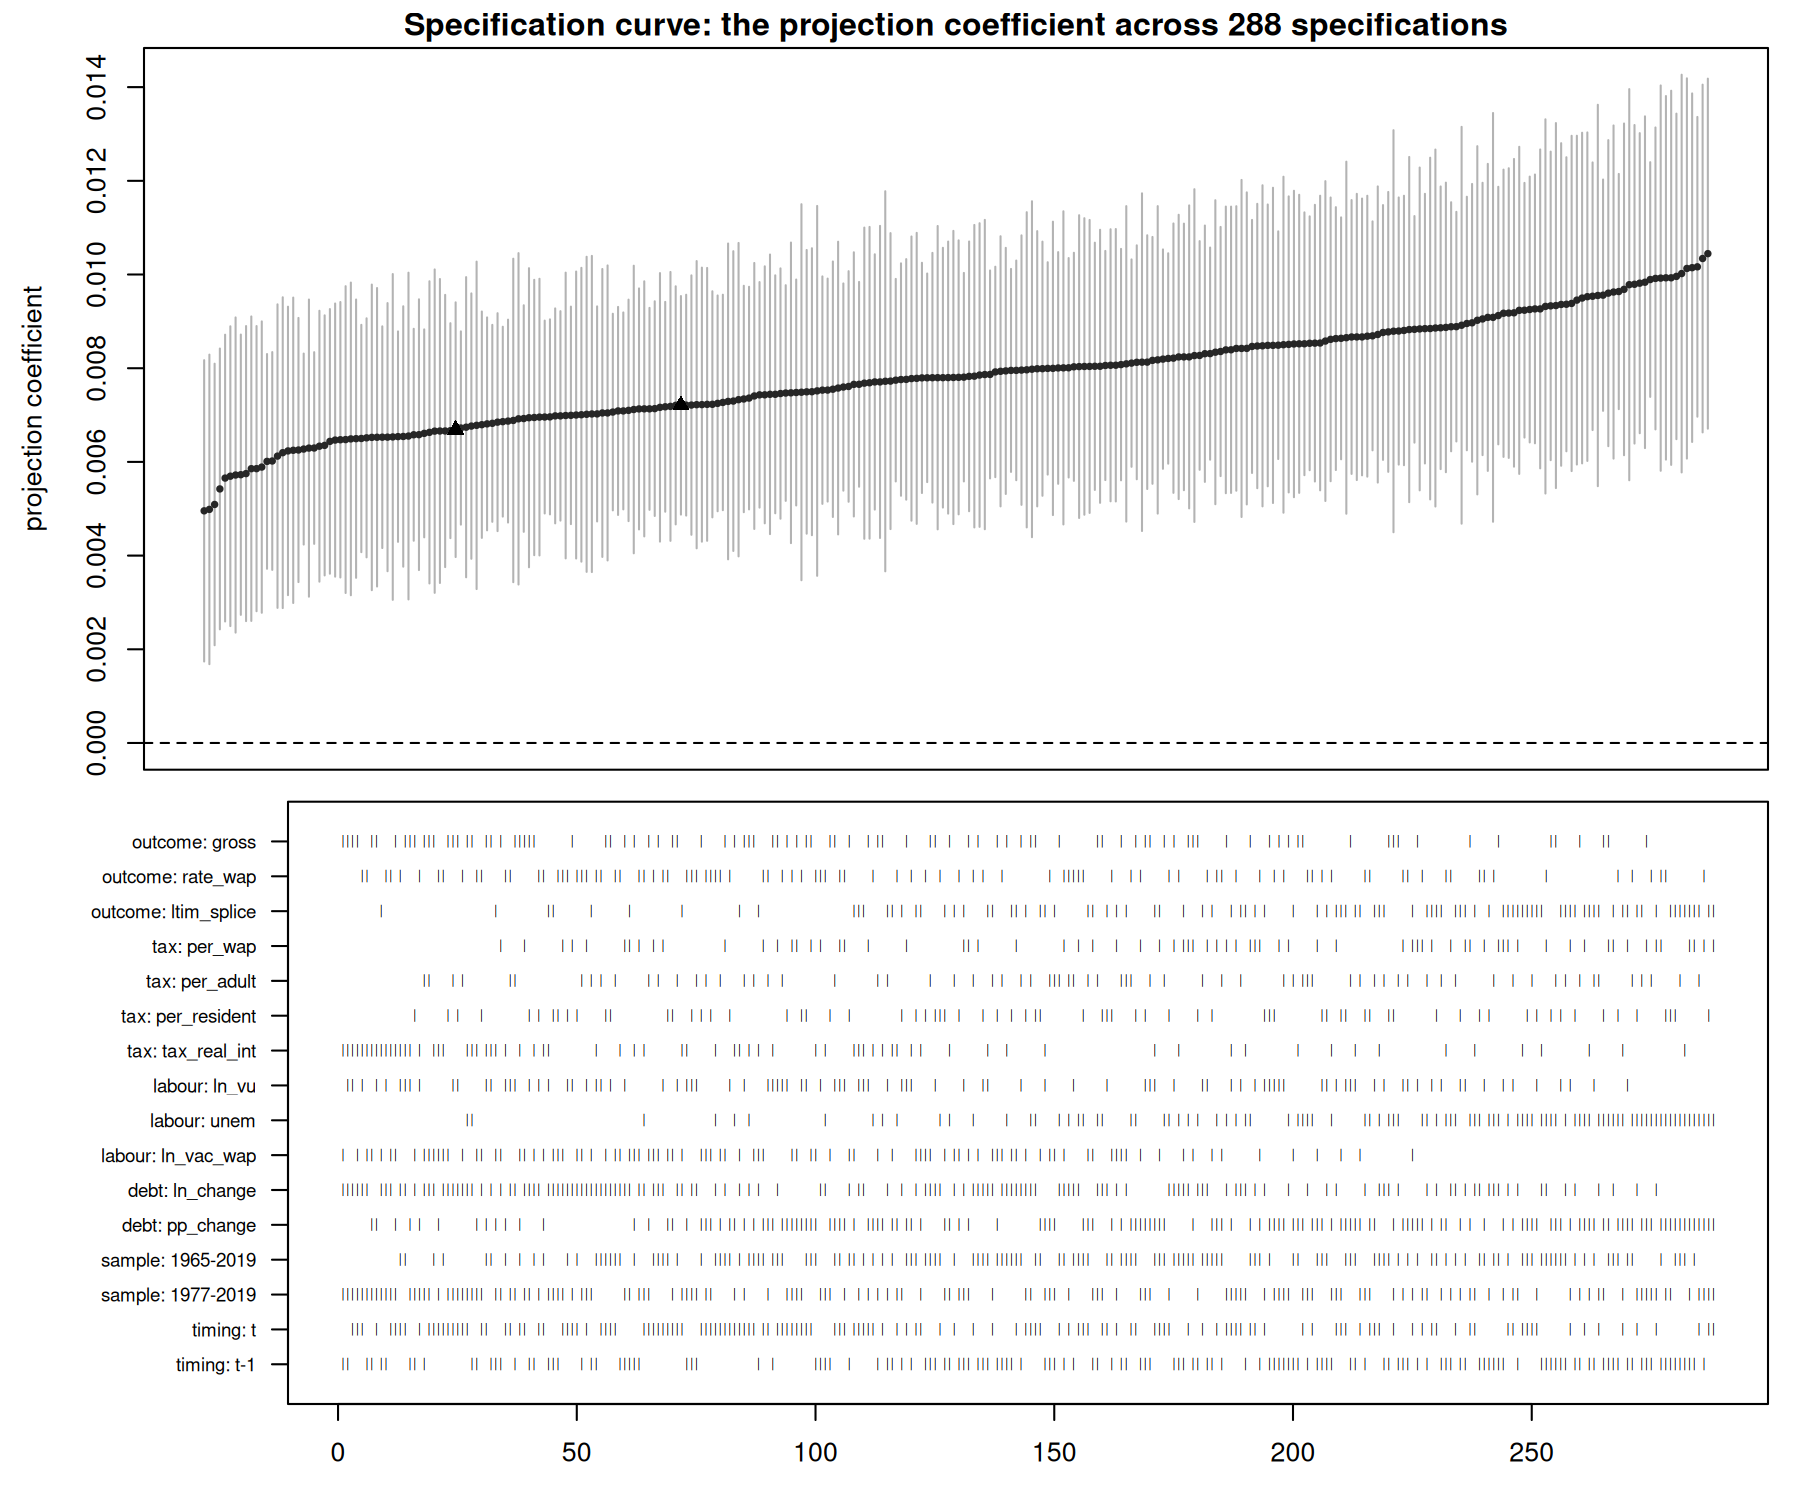 Specification curve: the projection coefficient across 288 specifications
projection coefficient
0.014
0.012
0.010
0.008
0.006
0.004
0.002
0.000
outcome: gross
outcome: rate_wap
outcome: ltim_splice
tax: per_wap
tax: per_adult
tax: per_resident
tax: tax_real_int
labour: ln_vu
labour: unem
labour: ln_vac_wap
debt: ln_change
debt: pp_change
sample: 1965-2019
sample: 1977-2019
timing: t
timing: t-1
0 50 100 150 200 250